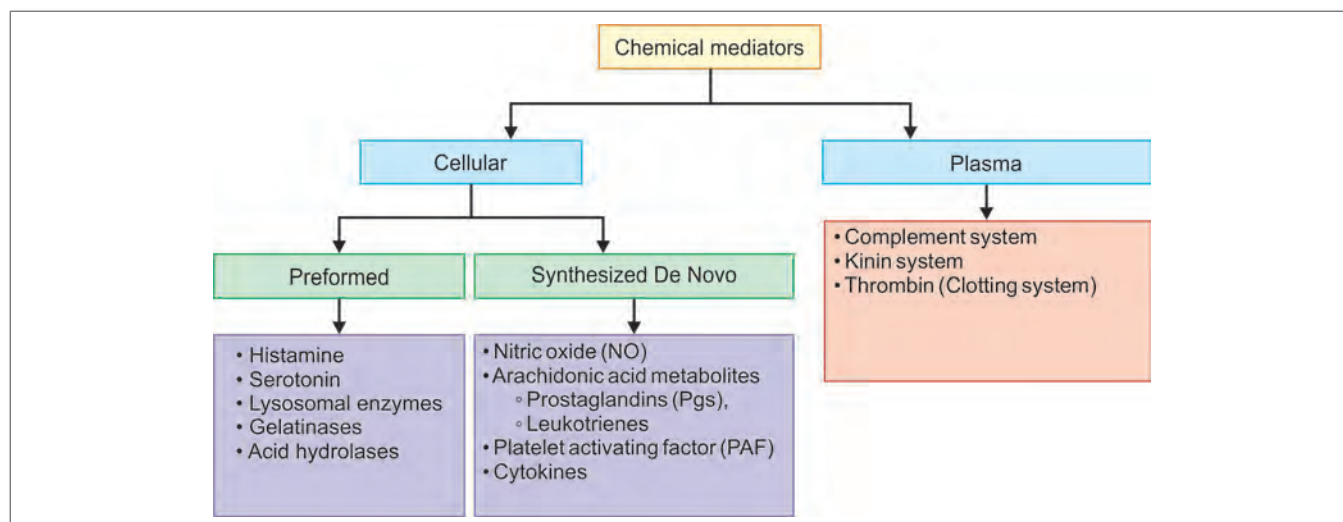 Chemical mediators
Cellular
Plasma
Preformed
Synthesized De Novo
• Complement system
• Kinin system
• Thrombin (Clotting system)
• Histamine
• Serotonin
• Lysosomal enzymes
• Gelatinases
• Acid hydrolases
• Nitric oxide (NO)
• Arachidonic acid metabolites
◦ Prostaglandins (Pgs),
◦ Leukotrienes
• Platelet activating factor (PAF)
• Cytokines